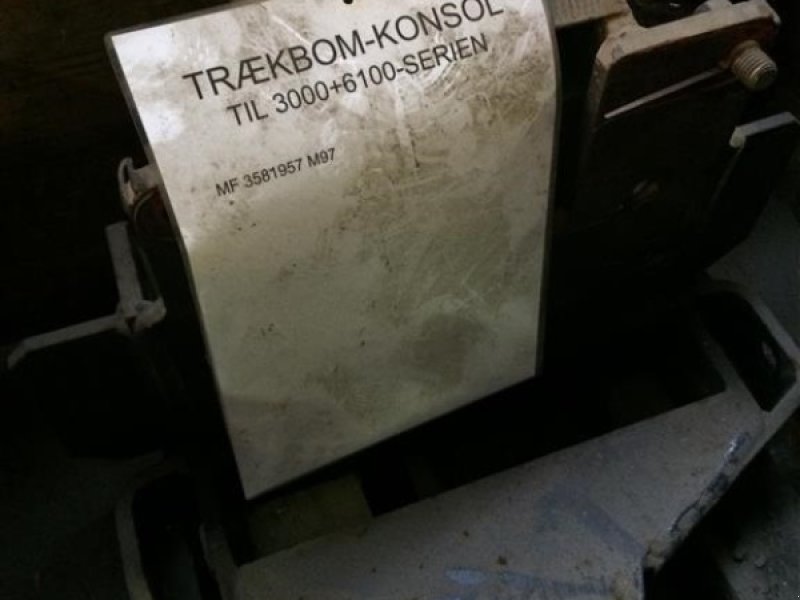 TRÆKBOM-KONSOL
TIL 3000+6100-SERIEN
MF 3581957 M97